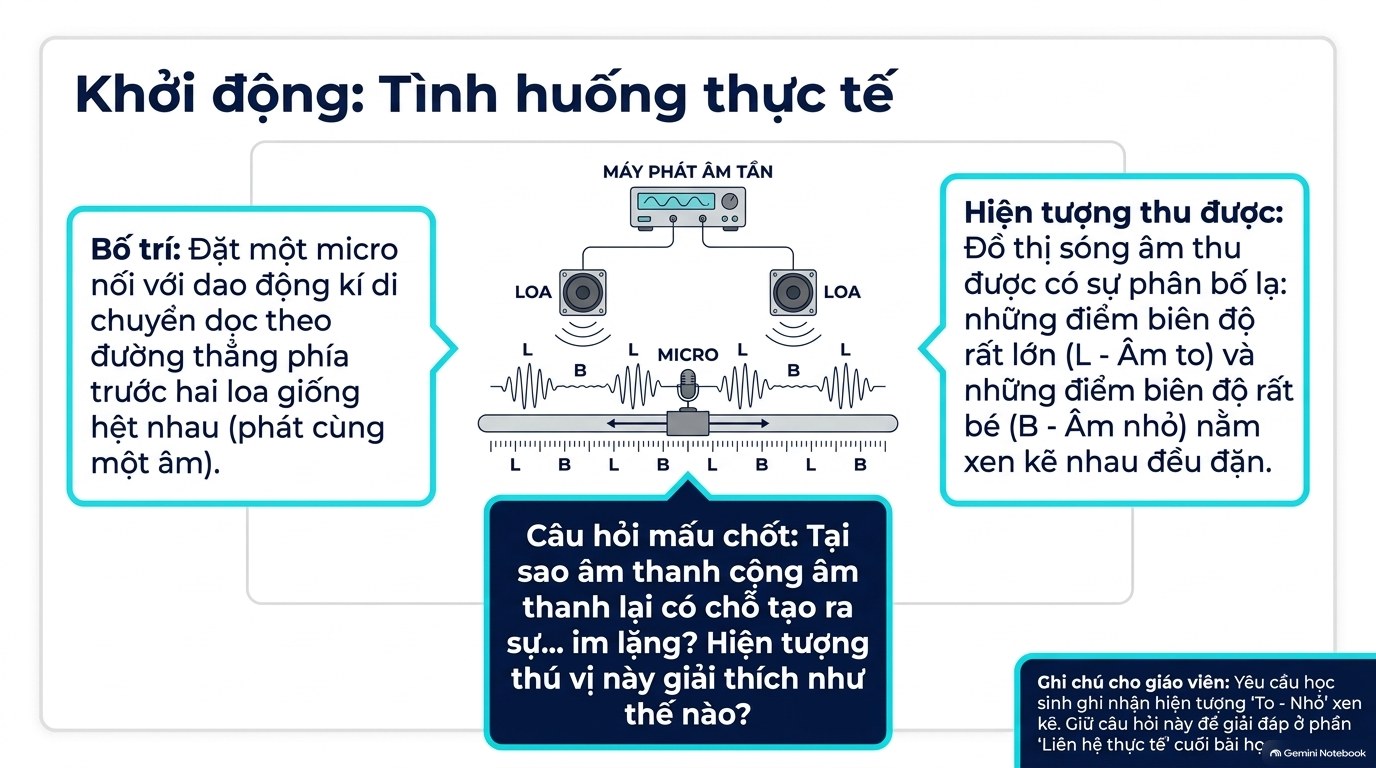 Khởi động: Tình huống thực tế
Bố trí: Đặt một micro
nối với dao động kí di
chuyển dọc theo
đường thẳng phía
trước hai loa giống
hệt nhau (phát cùng
một âm).
MÁY PHÁT ÂM TẦN
LOA
LOA
L
B
L
MICRO
L
B
L
L
B
L
B
L
B
L
B
Hiện tượng thu được:
Đồ thị sóng âm thu
được có sự phân bố lạ:
những điểm biên độ
rất lớn (L - Âm to) và
những điểm biên độ rất
bé (B - Âm nhỏ) nằm
xen kẽ nhau đều đặn.
Câu hỏi mấu chốt: Tại
sao âm thanh cộng âm
thanh lại có chỗ tạo ra
sự... im lặng? Hiện tượng
thú vị này giải thích như
thế nào?
Ghi chú cho giáo viên: Yêu cầu học
sinh ghi nhận hiện tượng 'To - Nhỏ' xen
kẽ. Giữ câu hỏi này để giải đáp ở phần
'Liên hệ thực tế' cuối bài
Gemini Notebook